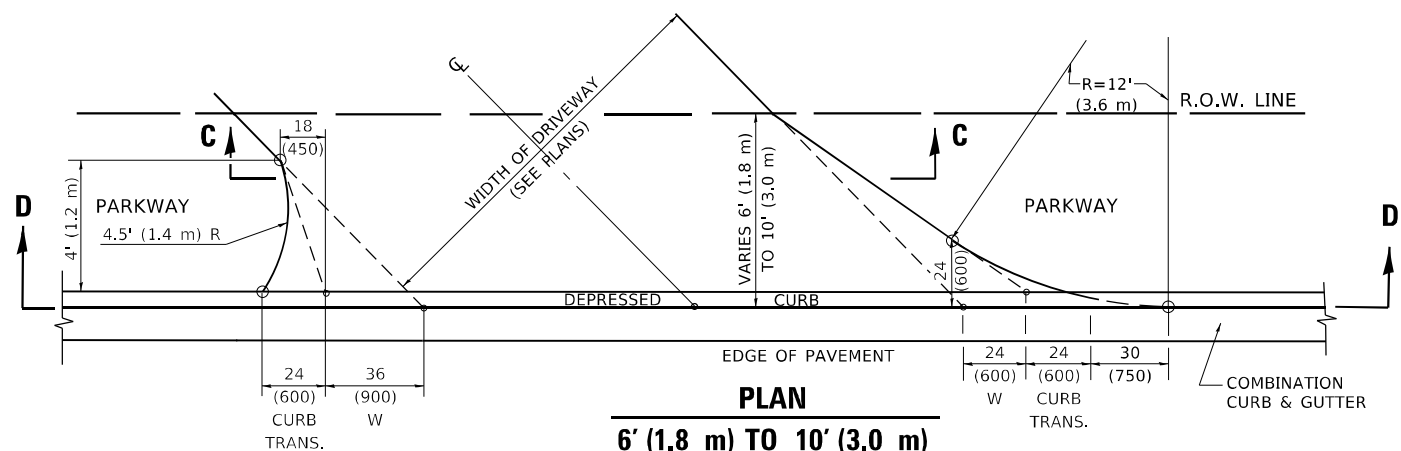 ℄
R=12'
(3.6 m)
R.O.W. LINE
18
(450)
C
C
WIDTH OF DRIVEWAY
(SEE PLANS)
VARIES 6' (1.8 m)
TO 10' (3.0 m)
4' (1.2 m)
PARKWAY
PARKWAY
4.5' (1.4 m) R
D
D
24
(600)
DEPRESSED CURB
EDGE OF PAVEMENT
24
(600)
CURB
TRANS.
36
(900)
W
24
(600)
W
24
(600)
CURB
TRANS.
30
(750)
COMBINATION
CURB & GUTTER
PLAN
6' (1.8 m) TO 10' (3.0 m)